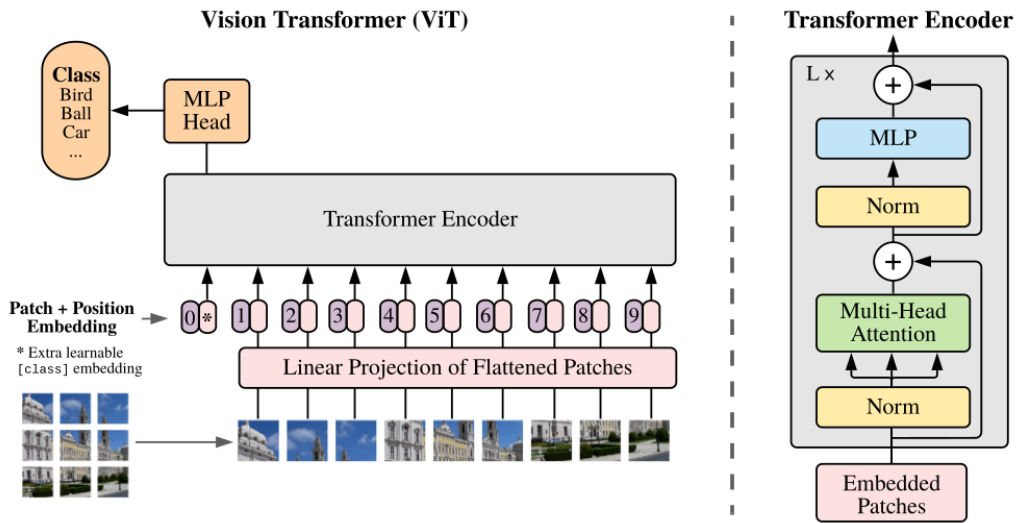 Vision Transformer (ViT)
Class
Bird
Ball
Car
...
MLP
Head
Transformer Encoder
Patch + Position
Embedding
0 * 1 2 3 4 5 6 7 8 9
* Extra learnable
[class] embedding
Linear Projection of Flattened Patches
Transformer Encoder
L x
+
MLP
Norm
+
Multi-Head
Attention
Norm
Embedded
Patches